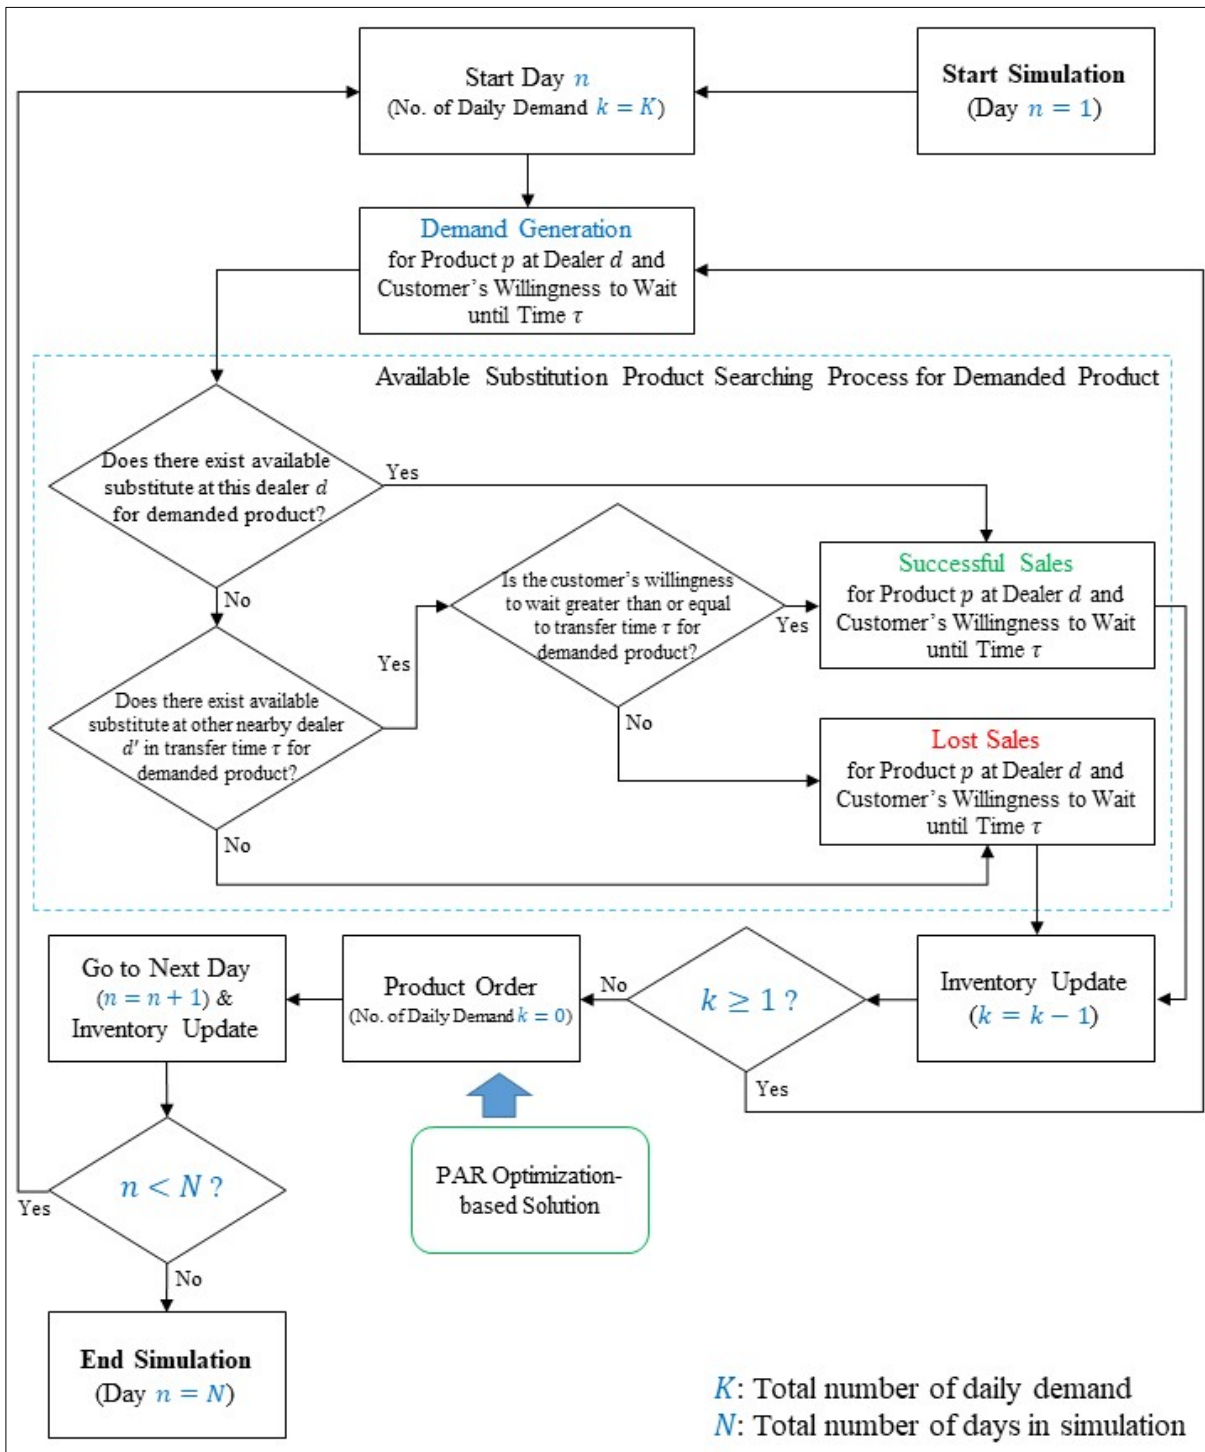 Start Day n
(No. of Daily Demand k = K)
Start Simulation
(Day n = 1)
Demand Generation
for Product p at Dealer d and
Customer's Willingness to Wait
until Time τ
Available Substitution Product Searching Process for Demanded Product
Does there exist available
substitute at this dealer d
for demanded product?
Yes
No
Is the customer's willingness
to wait greater than or equal
to transfer time τ for
demanded product?
Yes
No
Successful Sales
for Product p at Dealer d and
Customer's Willingness to Wait
until Time τ
Does there exist available
substitute at other nearby dealer
d′ in transfer time τ for
demanded product?
Yes
No
Lost Sales
for Product p at Dealer d and
Customer's Willingness to Wait
until Time τ
Go to Next Day
(n = n + 1) &
Inventory Update
Product Order
(No. of Daily Demand k = 0)
No
k ≥ 1 ?
Yes
Inventory Update
(k = k − 1)
PAR Optimization-
based Solution
n < N ?
Yes
No
End Simulation
(Day n = N)
K: Total number of daily demand
N: Total number of days in simulation